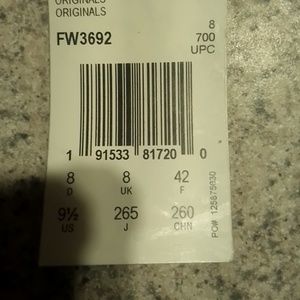 ORIGINALS
ORIGINALS
FW3692
8
700
UPC
1 91533 81720 0
8 8 42
D UK F
9½ 265 260
US J CHN